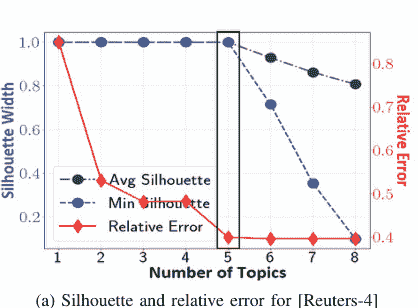 1.0
0.8
0.6
0.4
0.2
Silhouette Width
0.8
0.7
0.6
0.5
0.4
Relative Error
Avg Silhouette
Min Silhouette
Relative Error
1 2 3 4 5 6 7 8
Number of Topics
(a) Silhouette and relative error for [Reuters-4]